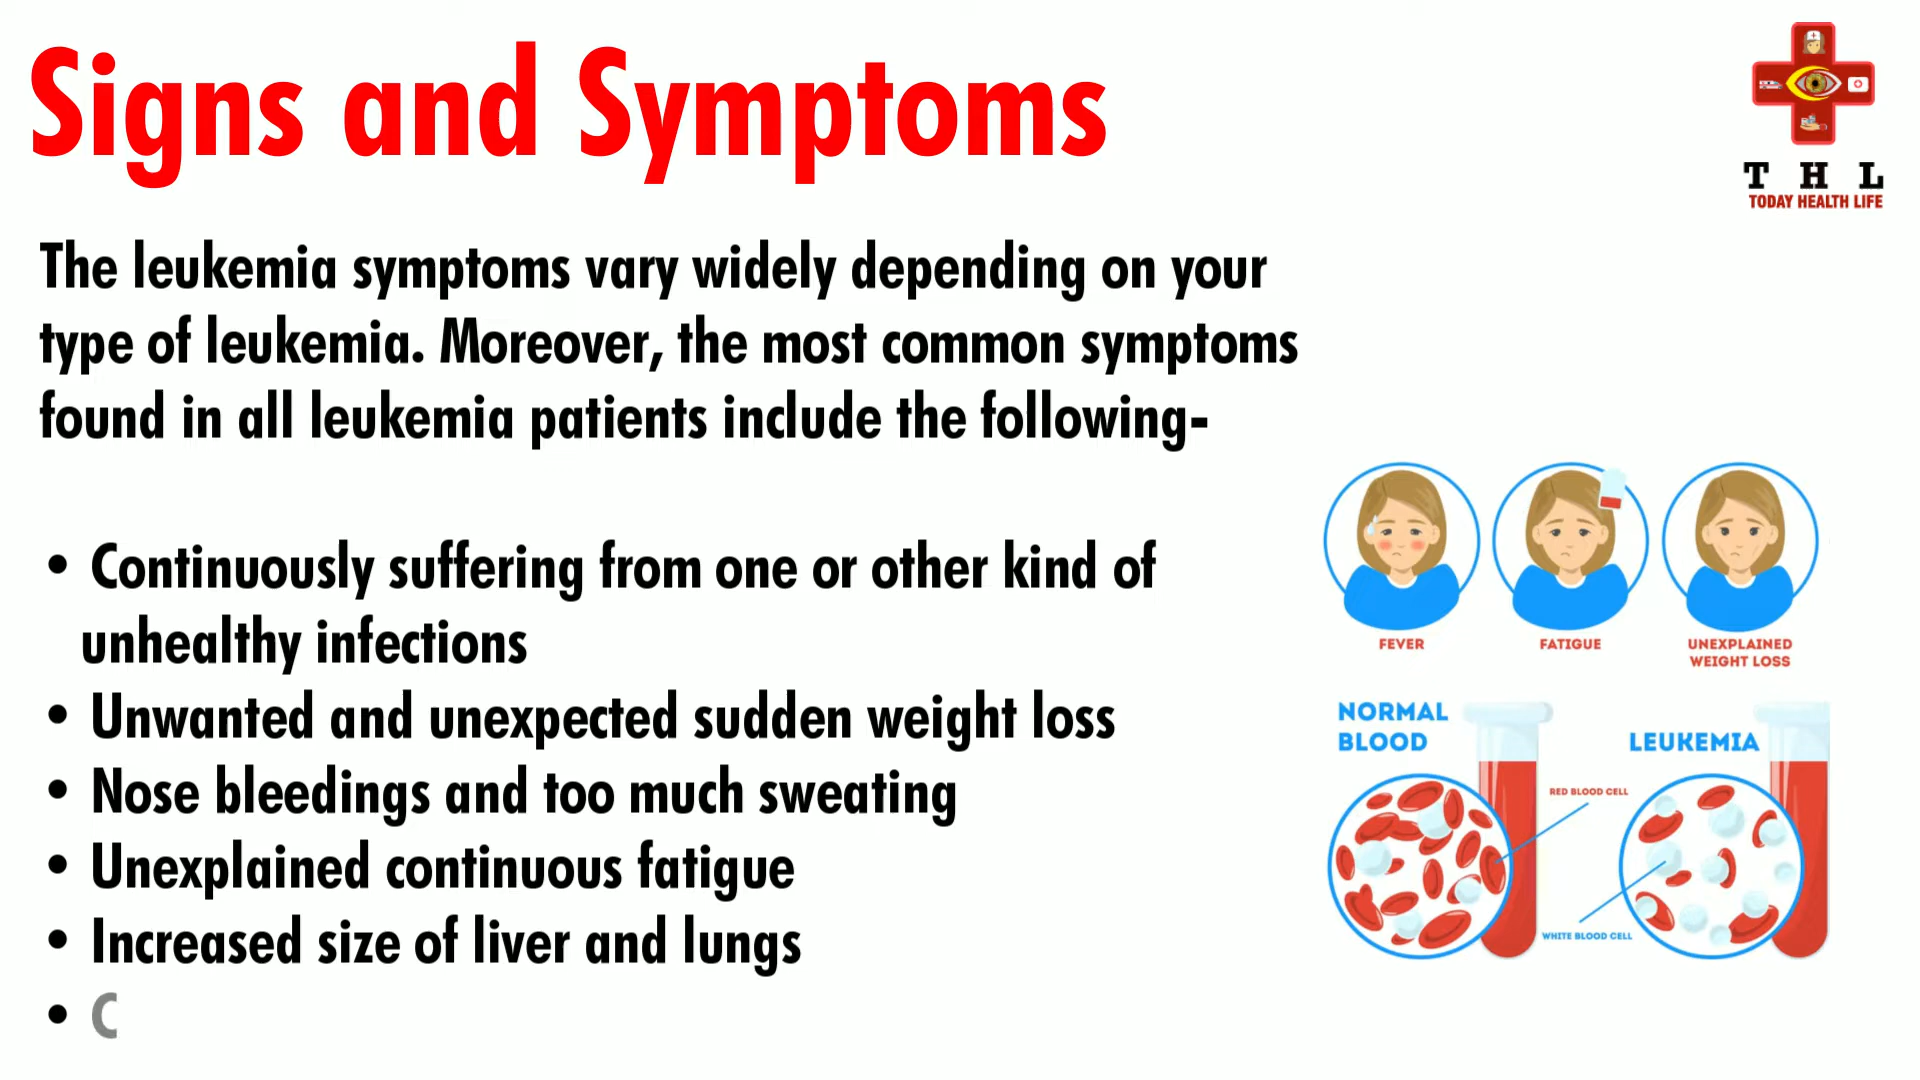 Signs and Symptoms
T H L
TODAY HEALTH LIFE
The leukemia symptoms vary widely depending on your
type of leukemia. Moreover, the most common symptoms
found in all leukemia patients include the following-
• Continuously suffering from one or other kind of
unhealthy infections
• Unwanted and unexpected sudden weight loss
• Nose bleedings and too much sweating
• Unexplained continuous fatigue
• Increased size of liver and lungs
• C
FEVER
FATIGUE
UNEXPLAINED
WEIGHT LOSS
NORMAL
BLOOD
LEUKEMIA
RED BLOOD CELL
WHITE BLOOD CELL